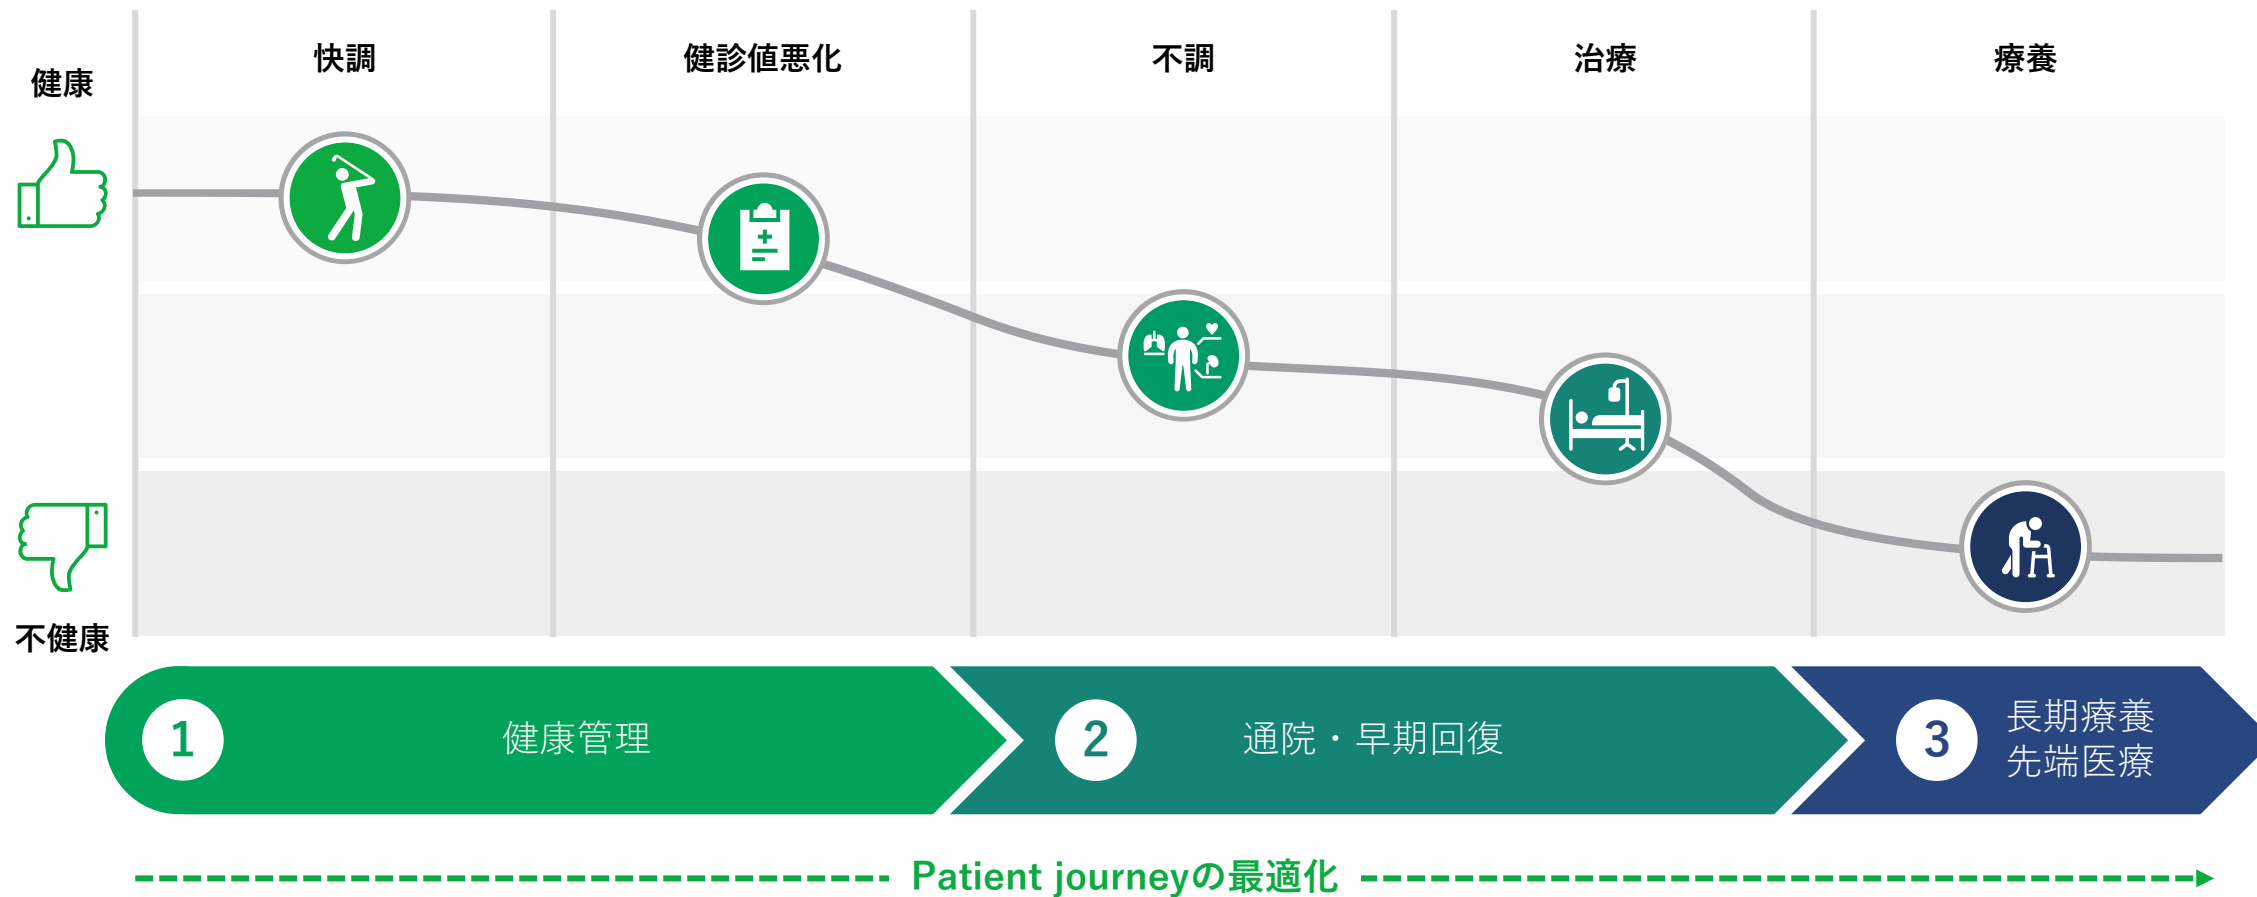 快調
健診値悪化
不調
治療
療養
健康
不健康
1
健康管理
2
通院・早期回復
3
長期療養
先端医療
Patient journeyの最適化